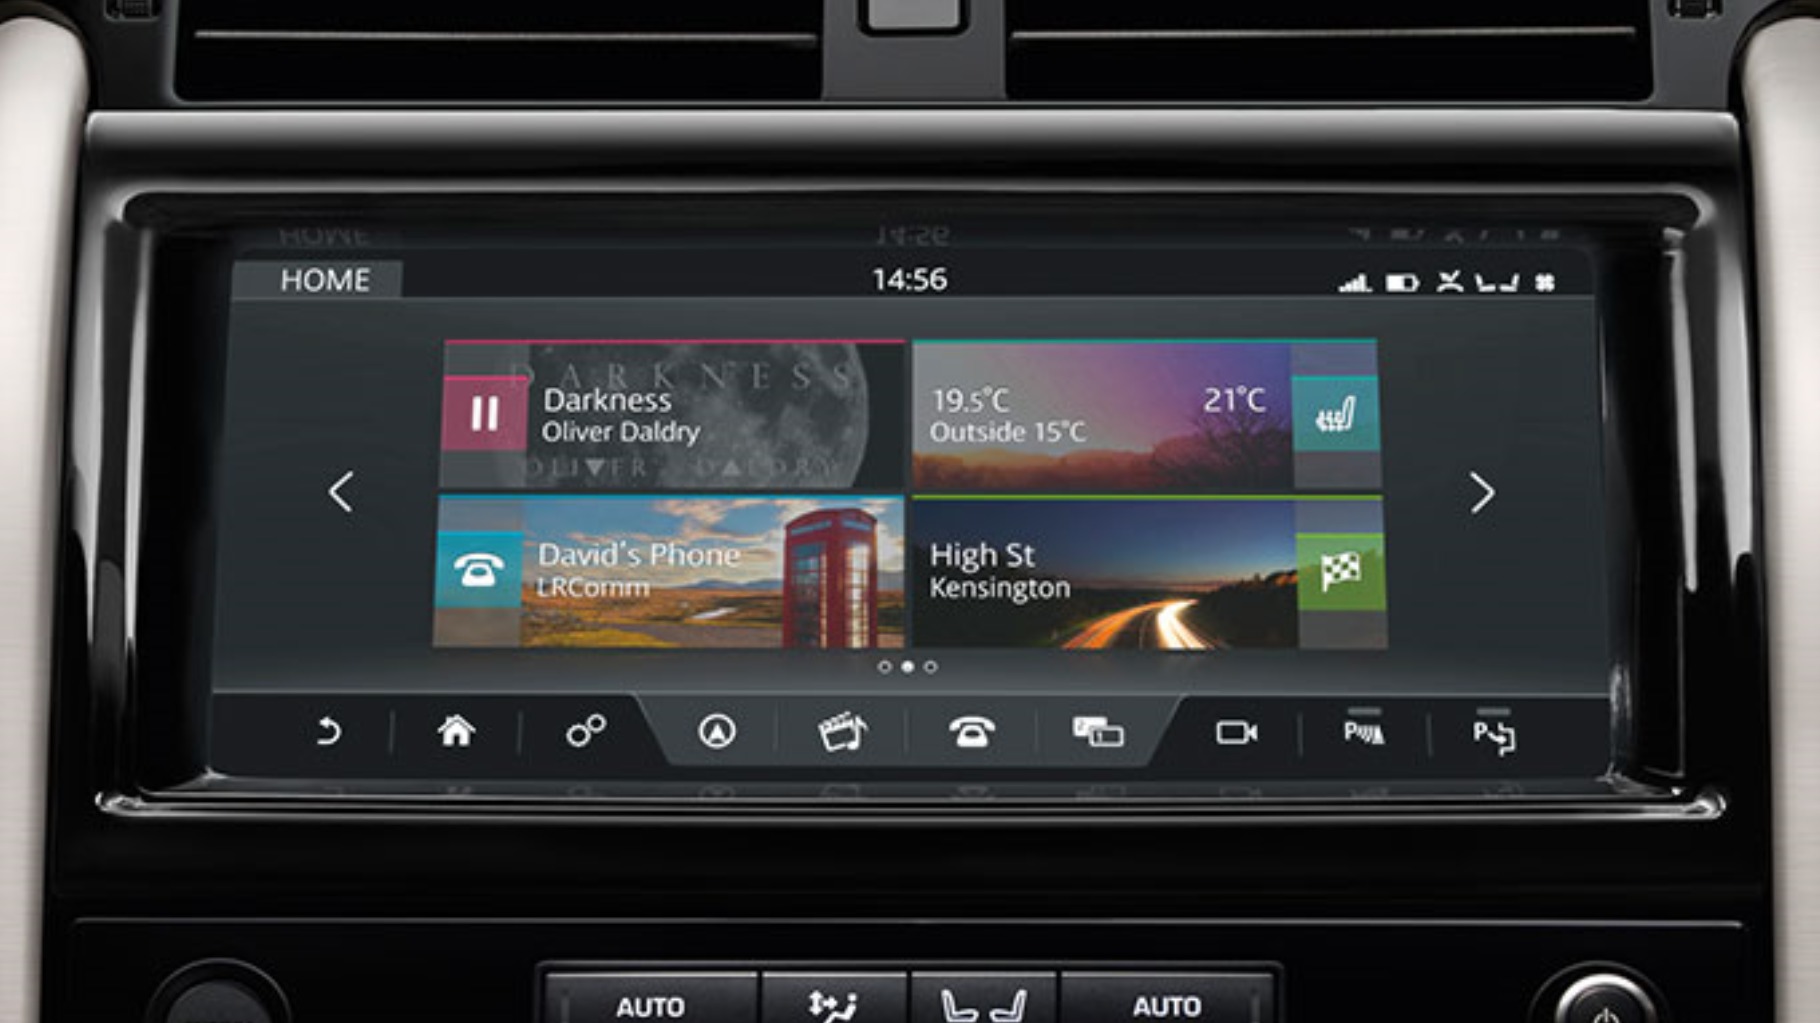 HOME
14:56
DARKNESS
Darkness
Oliver Daldry
OLIVER DALDRY
19.5°C
21°C
Outside 15°C
David's Phone
LRComm
High St
Kensington
P
P
AUTO
AUTO